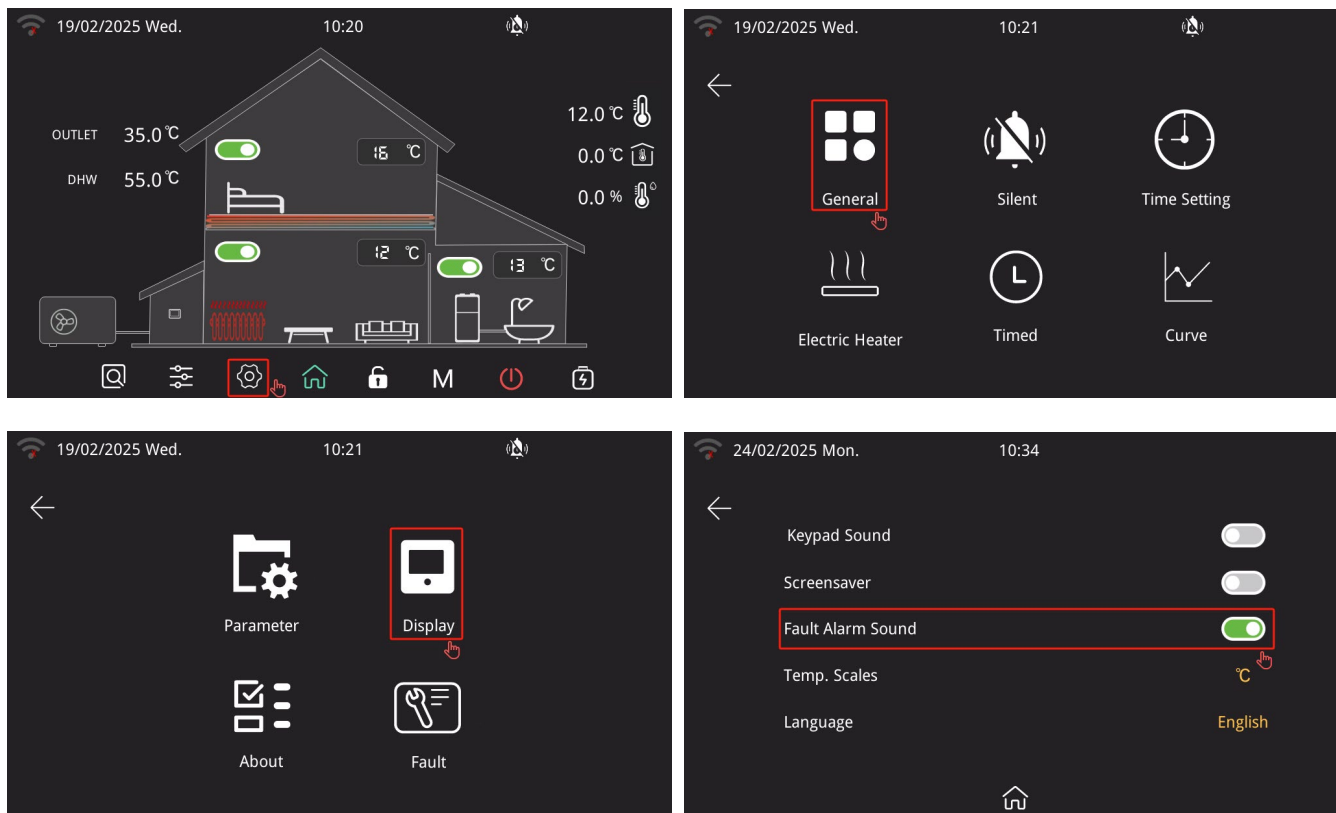 19/02/2025 Wed. 10:20
12.0 ℃
OUTLET 35.0℃
16 ℃
0.0 ℃
DHW 55.0℃
0.0 %
12 ℃
13 ℃
M
19/02/2025 Wed. 10:21
General Silent Time Setting
Electric Heater Timed Curve
19/02/2025 Wed. 10:21
Parameter Display
About Fault
24/02/2025 Mon. 10:34
Keypad Sound
Screensaver
Fault Alarm Sound
Temp. Scales ℃
Language English